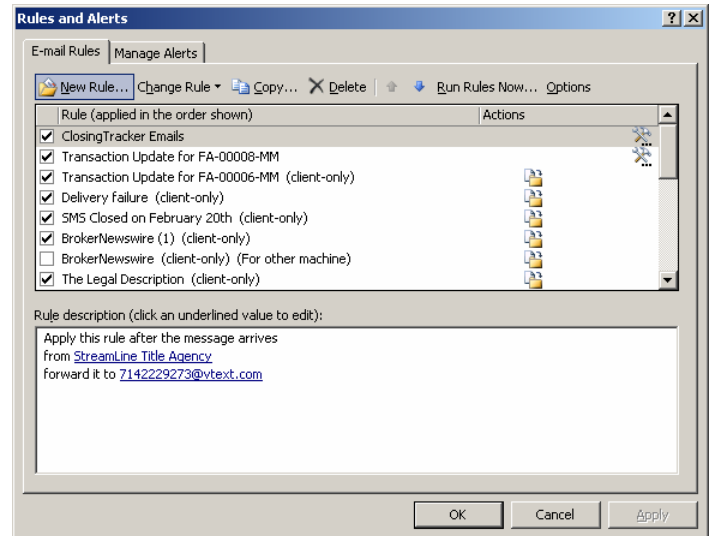 Rules and Alerts
E-mail Rules Manage Alerts
New Rule... Change Rule Copy... Delete Run Rules Now... Options
Rule (applied in the order shown) Actions
ClosingTracker Emails
Transaction Update for FA-00008-MM
Transaction Update for FA-00006-MM (client-only)
Delivery failure (client-only)
SMS Closed on February 20th (client-only)
BrokerNewswire (1) (client-only)
BrokerNewswire (client-only) (For other machine)
The Legal Description (client-only)
Rule description (click an underlined value to edit):
Apply this rule after the message arrives
from StreamLine Title Agency
forward it to 7142229273@vtext.com
OK Cancel Apply